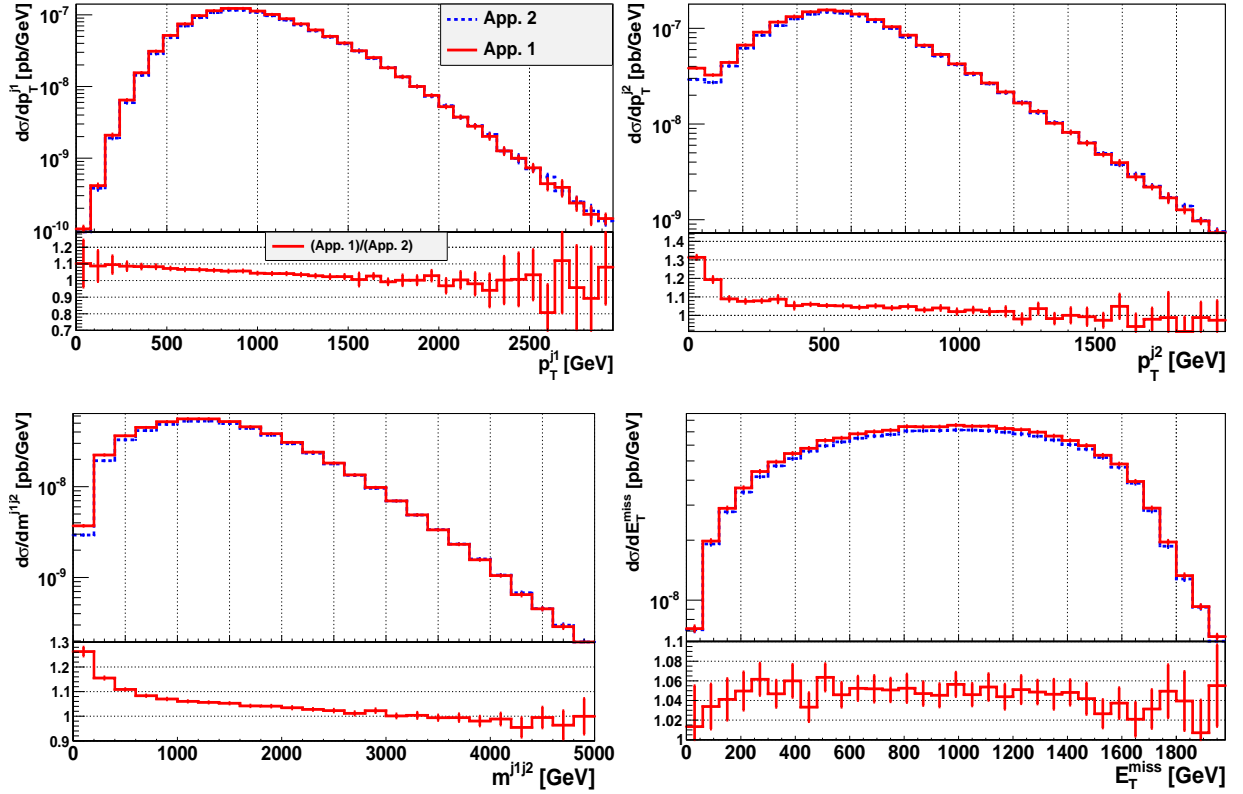 dσ/dp_T^{j1} [pb/GeV]
10^{-7}
10^{-8}
10^{-9}
10^{-10}
App. 2
App. 1
(App. 1)/(App. 2)
1.2
1.1
1
0.9
0.8
0.7
0 500 1000 1500 2000 2500
p_T^{j1} [GeV]
dσ/dp_T^{j2} [pb/GeV]
10^{-7}
10^{-8}
10^{-9}
1.4
1.3
1.2
1.1
1
0 500 1000 1500
p_T^{j2} [GeV]
dσ/dm^{j1j2} [pb/GeV]
10^{-8}
10^{-9}
1.3
1.2
1.1
1
0.9
0 1000 2000 3000 4000 5000
m^{j1j2} [GeV]
dσ/dE_T^{miss} [pb/GeV]
10^{-8}
1.1
1.08
1.06
1.04
1.02
1
0 200 400 600 800 1000 1200 1400 1600 1800
E_T^{miss} [GeV]